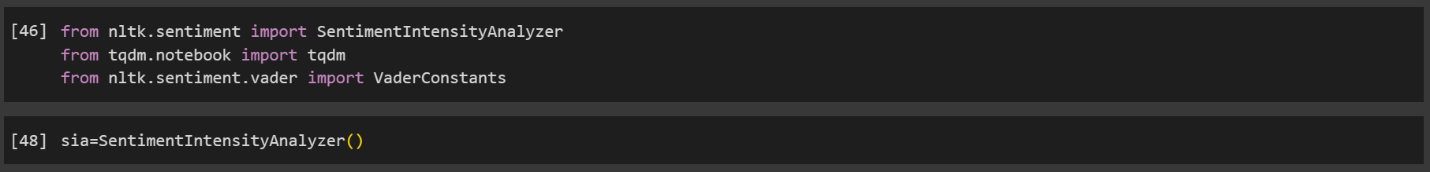 [46] from nltk.sentiment import SentimentIntensityAnalyzer
from tqdm.notebook import tqdm
from nltk.sentiment.vader import VaderConstants
[48] sia=SentimentIntensityAnalyzer()